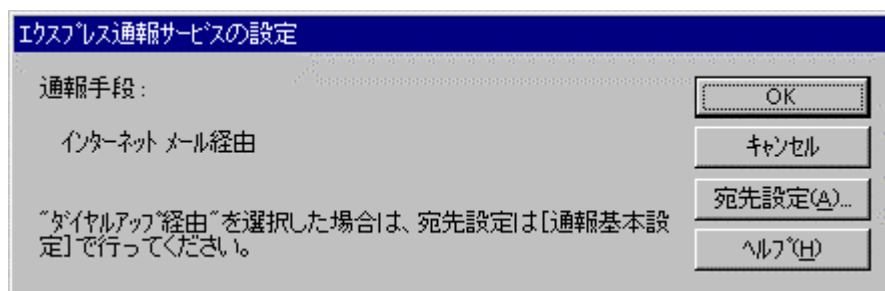 ｴｸｽﾌﾟﾚｽ通報ｻｰﾋﾞｽの設定
通報手段:
ｲﾝﾀｰﾈｯﾄ ﾒｰﾙ経由
"ﾀﾞｲﾔﾙｱｯﾌﾟ経由"を選択した場合は、宛先設定は[通報基本設
定]で行ってください。
OK
ｷｬﾝｾﾙ
宛先設定(A)...
ﾍﾙﾌﾟ(H)